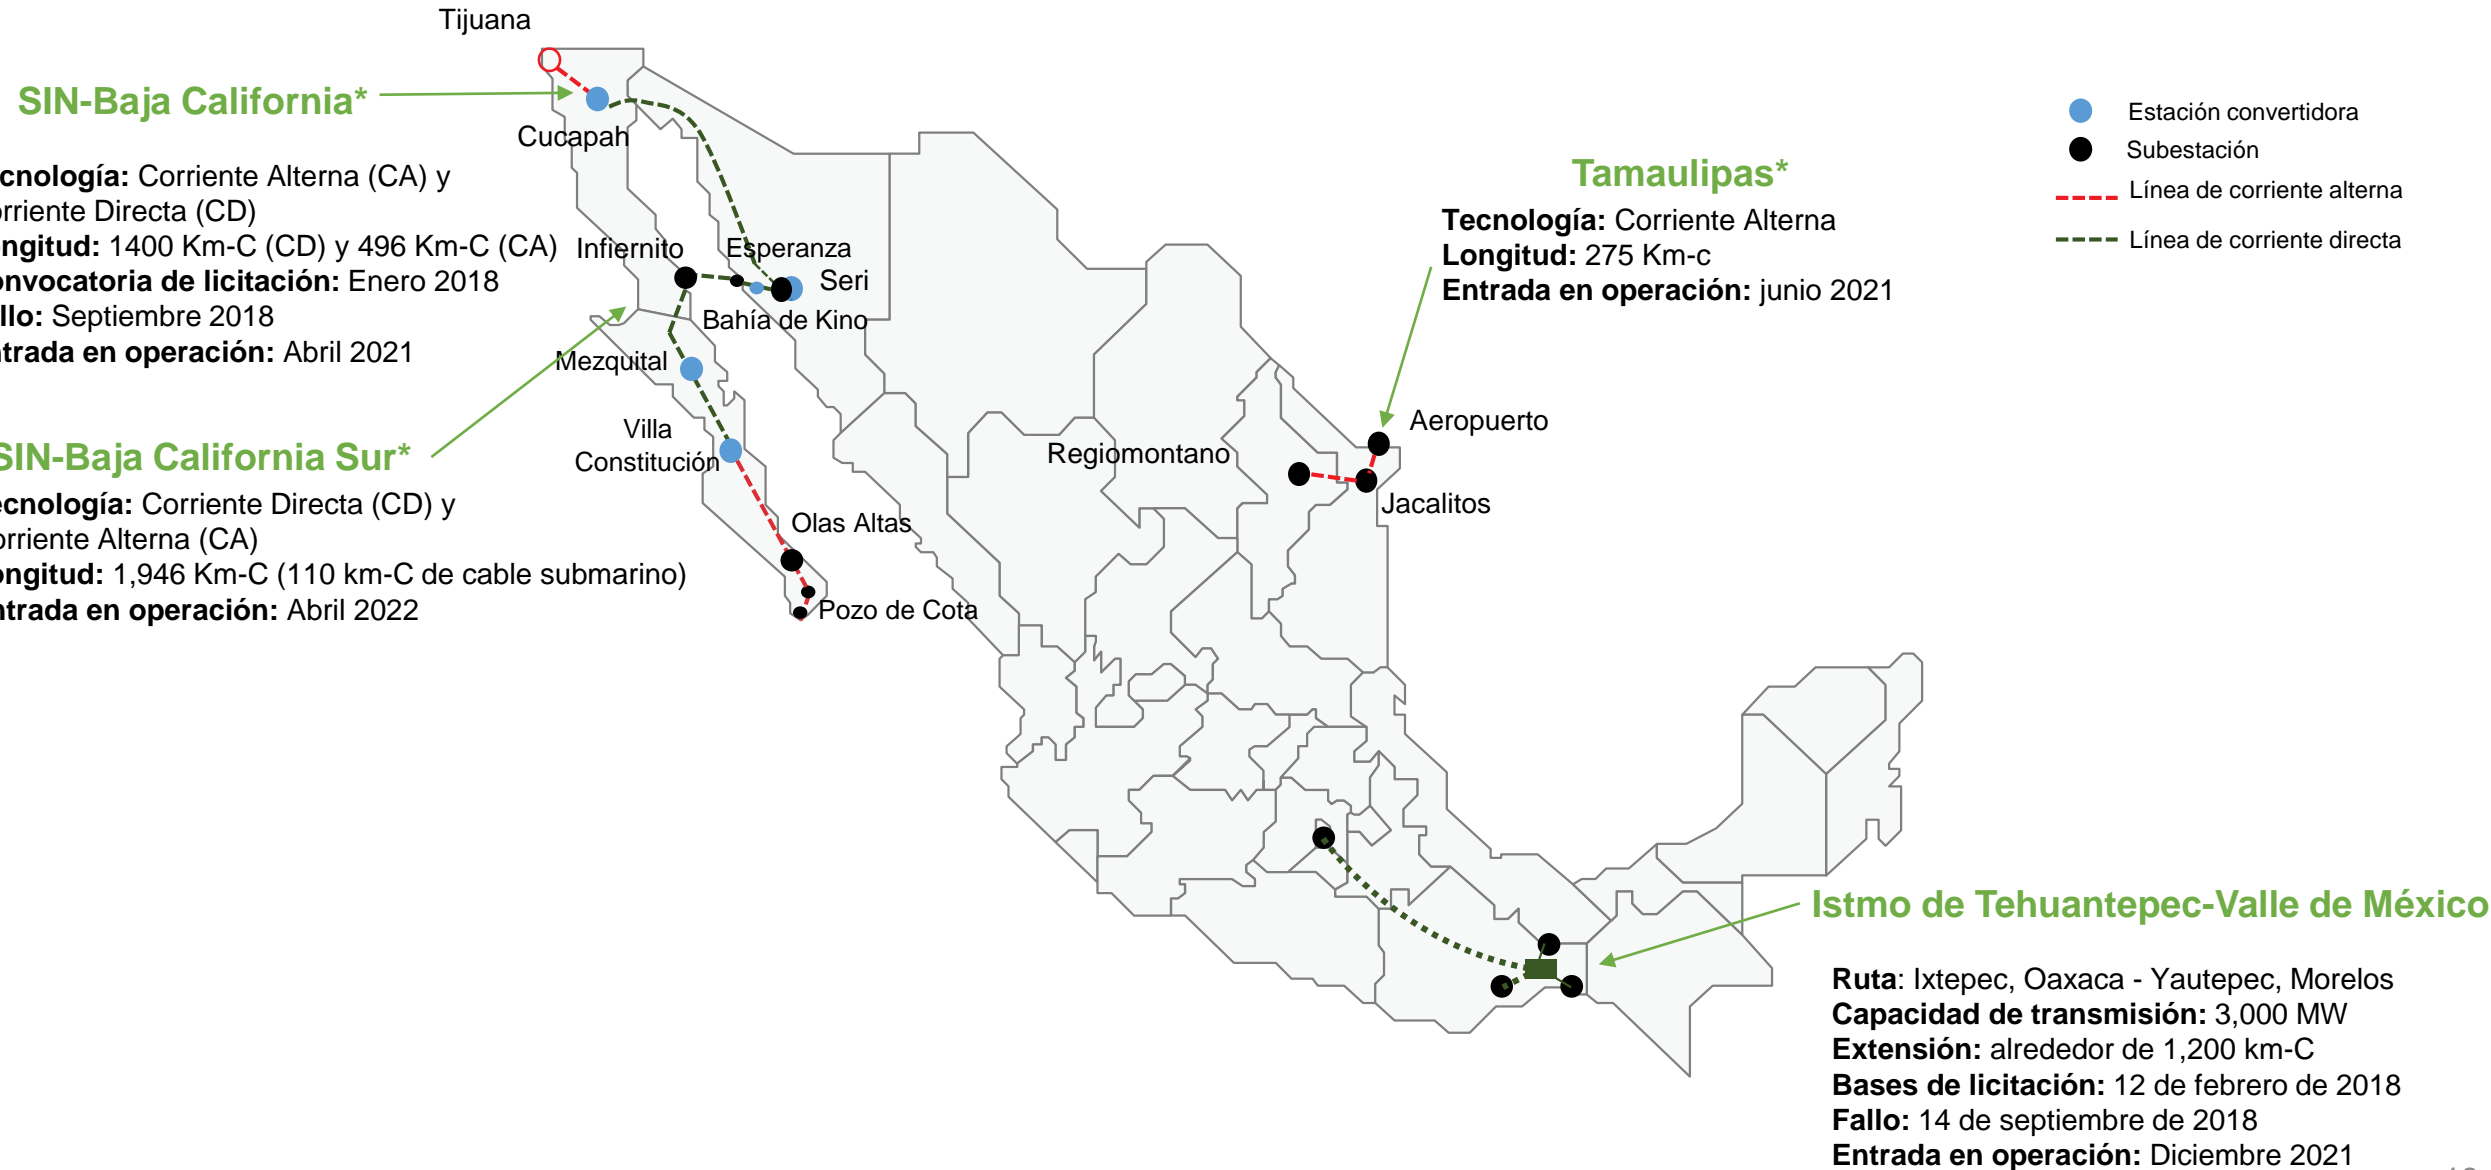 Tijuana
SIN-Baja California*
Cucapah
cnología: Corriente Alterna (CA) y
orriente Directa (CD)
ngitud: 1400 Km-C (CD) y 496 Km-C (CA)
onvocatoria de licitación: Enero 2018
llo: Septiembre 2018
ntrada en operación: Abril 2021
Infiernito
Esperanza
Seri
Bahía de Kino
Mezquital
Villa
Constitución
SIN-Baja California Sur*
ecnología: Corriente Directa (CD) y
orriente Alterna (CA)
ongitud: 1,946 Km-C (110 km-C de cable submarino)
ntrada en operación: Abril 2022
Olas Altas
Pozo de Cota
Tamaulipas*
Tecnología: Corriente Alterna
Longitud: 275 Km-c
Entrada en operación: junio 2021
Aeropuerto
Regiomontano
Jacalitos
Estación convertidora
Subestación
Línea de corriente alterna
Línea de corriente directa
Istmo de Tehuantepec-Valle de México
Ruta: Ixtepec, Oaxaca - Yautepec, Morelos
Capacidad de transmisión: 3,000 MW
Extensión: alrededor de 1,200 km-C
Bases de licitación: 12 de febrero de 2018
Fallo: 14 de septiembre de 2018
Entrada en operación: Diciembre 2021